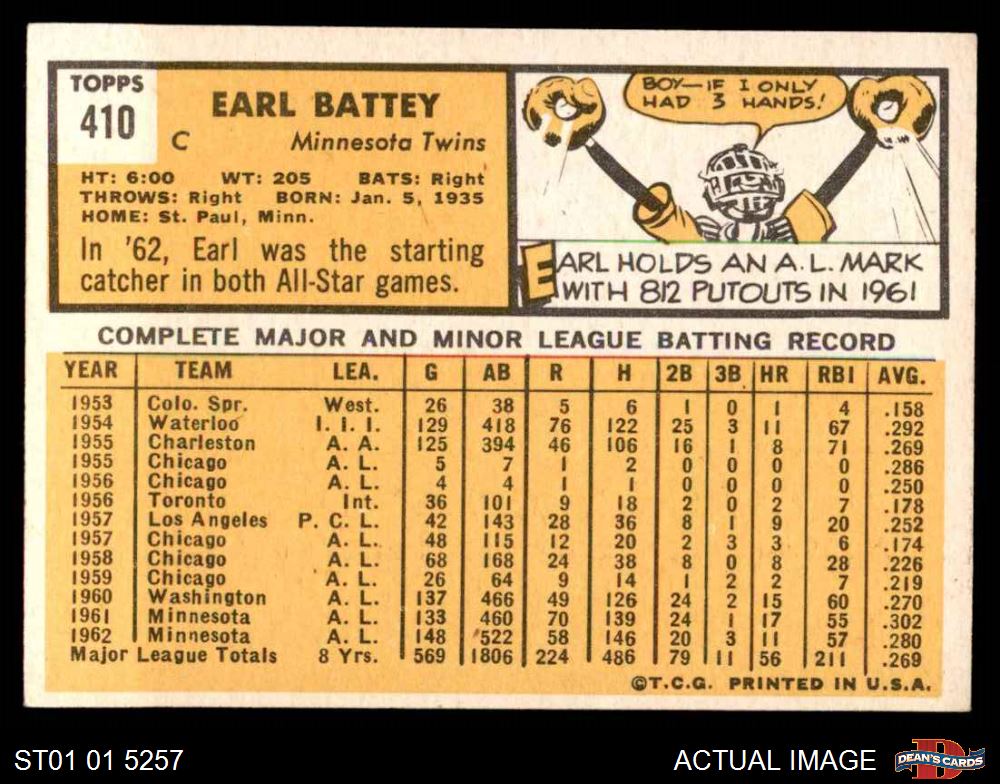 TOPPS
410
EARL BATTEY
C Minnesota Twins
HT: 6:00 WT: 205 BATS: Right
THROWS: Right BORN: Jan. 5, 1935
HOME: St. Paul, Minn.
In '62, Earl was the starting
catcher in both All-Star games.
BOY—IF I ONLY
HAD 3 HANDS!
EARL HOLDS AN A.L. MARK
WITH 812 PUTOUTS IN 1961
COMPLETE MAJOR AND MINOR LEAGUE BATTING RECORD
YEAR TEAM LEA. G AB R H 2B 3B HR RBI AVG.
1953 Colo. Spr. West. 26 38 5 6 1 0 1 4 .158
1954 Waterloo I. I. I. 129 418 76 122 25 3 11 67 .292
1955 Charleston A. A. 125 394 46 106 16 1 8 71 .269
1955 Chicago A. L. 5 7 1 2 0 0 0 0 .286
1956 Chicago A. L. 4 4 1 1 0 0 0 0 .250
1956 Toronto Int. 36 101 9 18 2 0 2 7 .178
1957 Los Angeles P. C. L. 42 143 28 36 8 1 9 20 .252
1957 Chicago A. L. 48 115 12 20 2 3 3 6 .174
1958 Chicago A. L. 68 168 24 38 8 0 8 28 .226
1959 Chicago A. L. 26 64 9 14 1 2 2 7 .219
1960 Washington A. L. 137 466 49 126 24 2 15 60 .270
1961 Minnesota A. L. 133 460 70 139 24 1 17 55 .302
1962 Minnesota A. L. 148 522 58 146 20 3 11 57 .280
Major League Totals 8 Yrs. 569 1806 224 486 79 11 56 211 .269
©T.C.G. PRINTED IN U.S.A.
ST01 01 5257 ACTUAL IMAGE DEAN'S CARDS